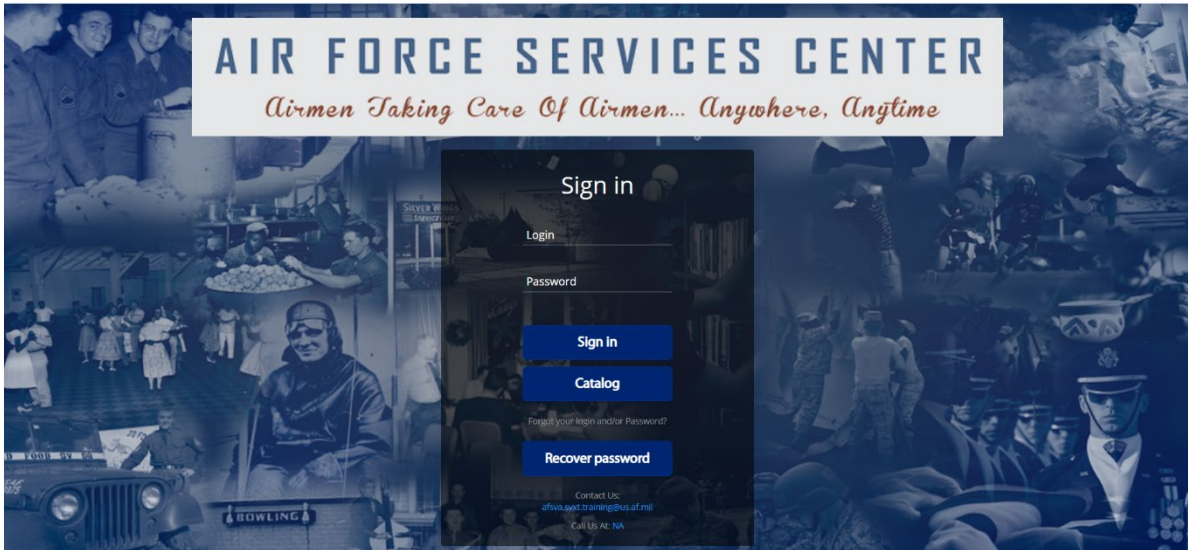 AIR FORCE SERVICES CENTER
Airmen Taking Care Of Airmen... Anywhere, Anytime
Sign in
SILVER WINGS
SERVICE CLUB
Login
Password
Sign in
Catalog
Forgot your login and/or Password?
Recover password
Contact Us:
afsva.svxt.training@us.af.mil
Call Us At: NA
BOWLING